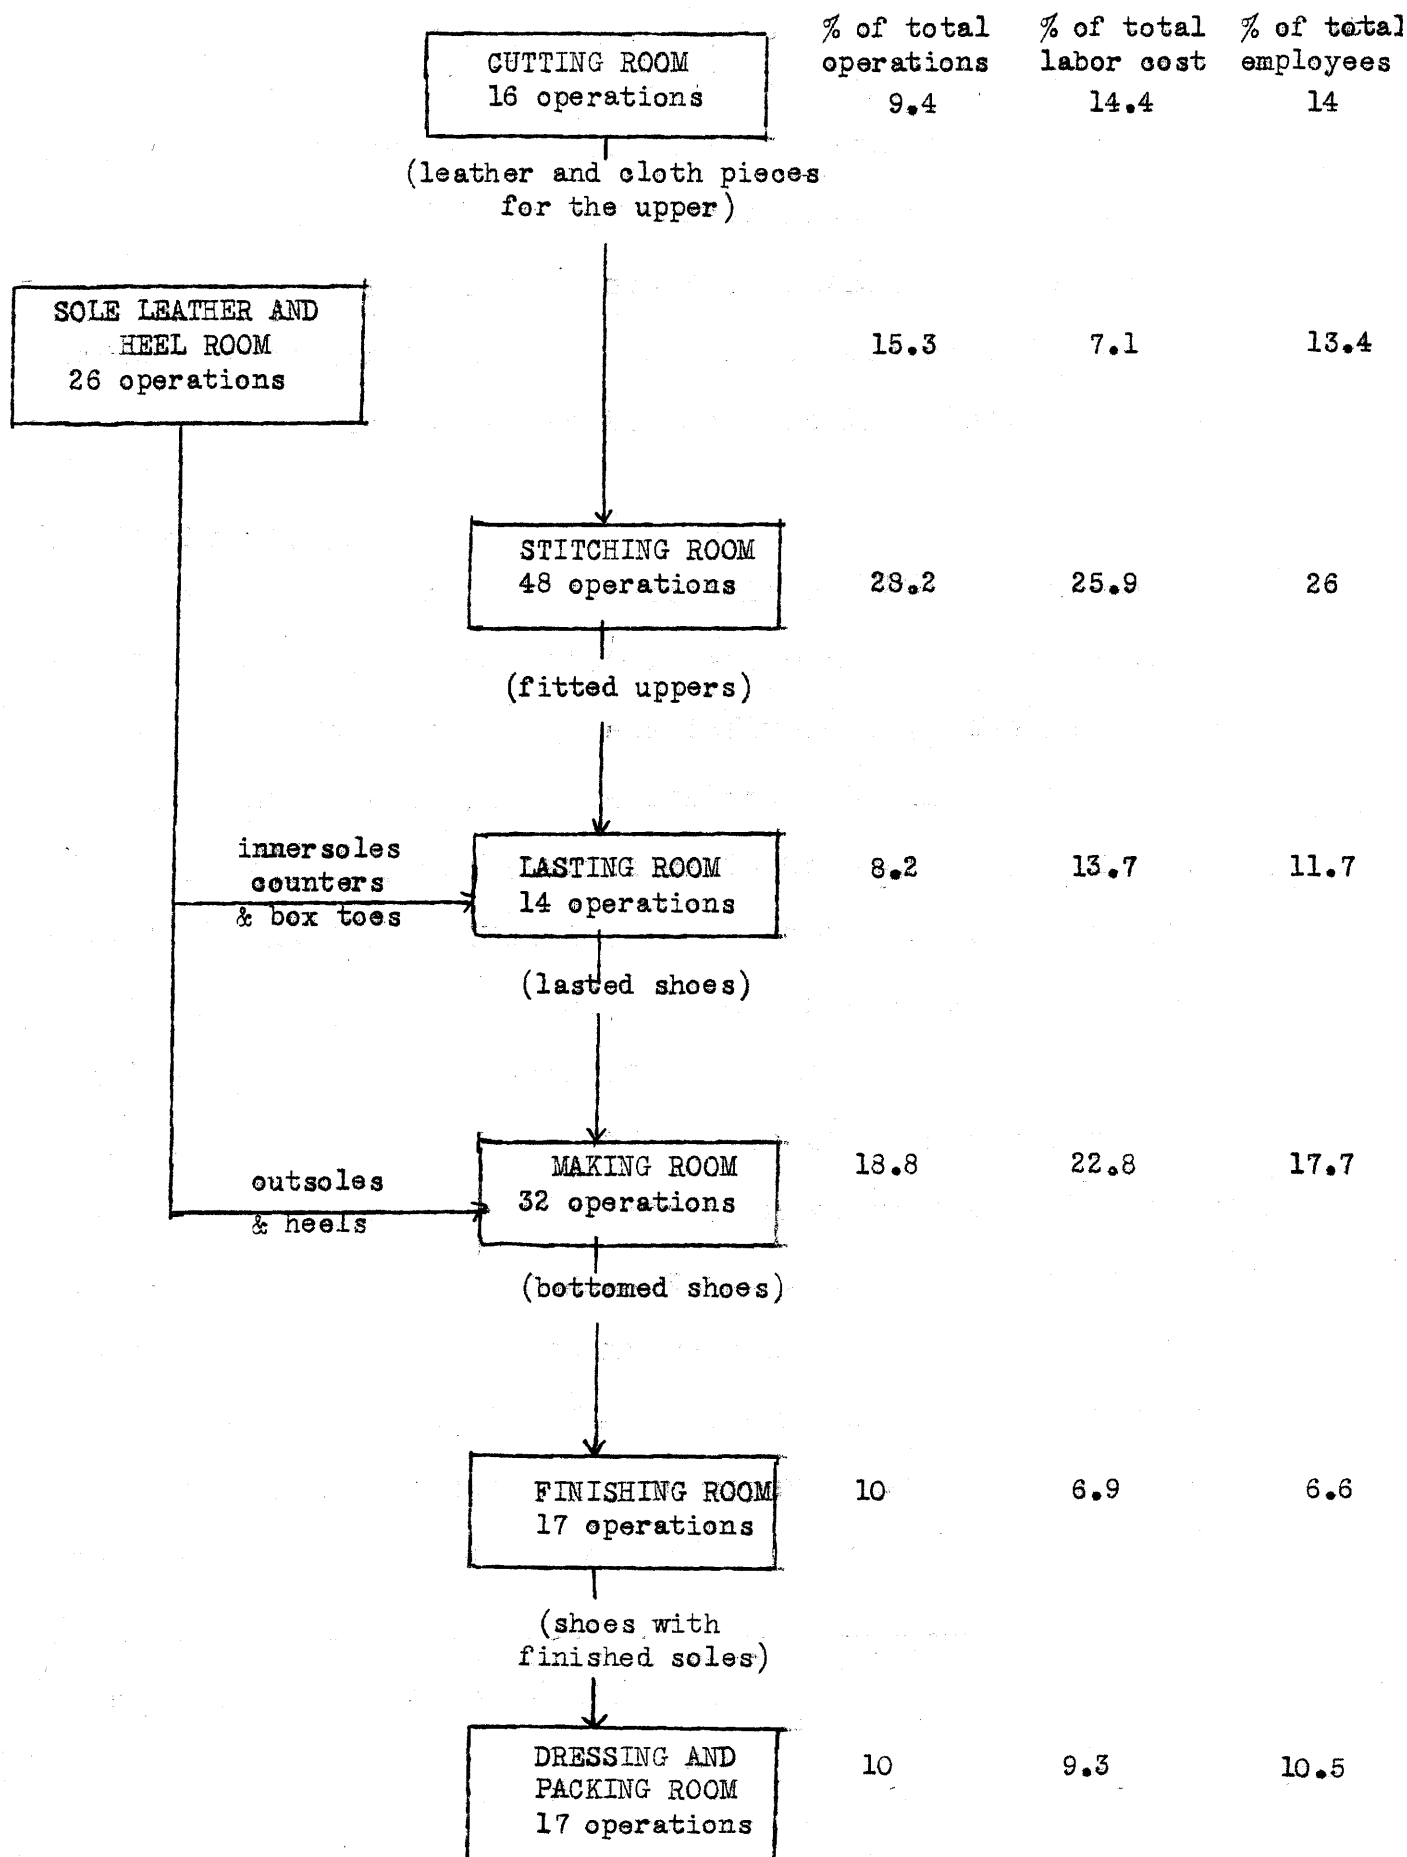 % of total % of total % of total
operations labor cost employees
CUTTING ROOM
16 operations 9.4 14.4 14
(leather and cloth pieces
for the upper)
SOLE LEATHER AND
HEEL ROOM 15.3 7.1 13.4
26 operations
STITCHING ROOM
48 operations 28.2 25.9 26
(fitted uppers)
innersoles
counters
& box toes
LASTING ROOM 8.2 13.7 11.7
14 operations
(lasted shoes)
outsoles
& heels
MAKING ROOM 18.8 22.8 17.7
32 operations
(bottomed shoes)
FINISHING ROOM 10 6.9 6.6
17 operations
(shoes with
finished soles)
DRESSING AND
PACKING ROOM 10 9.3 10.5
17 operations